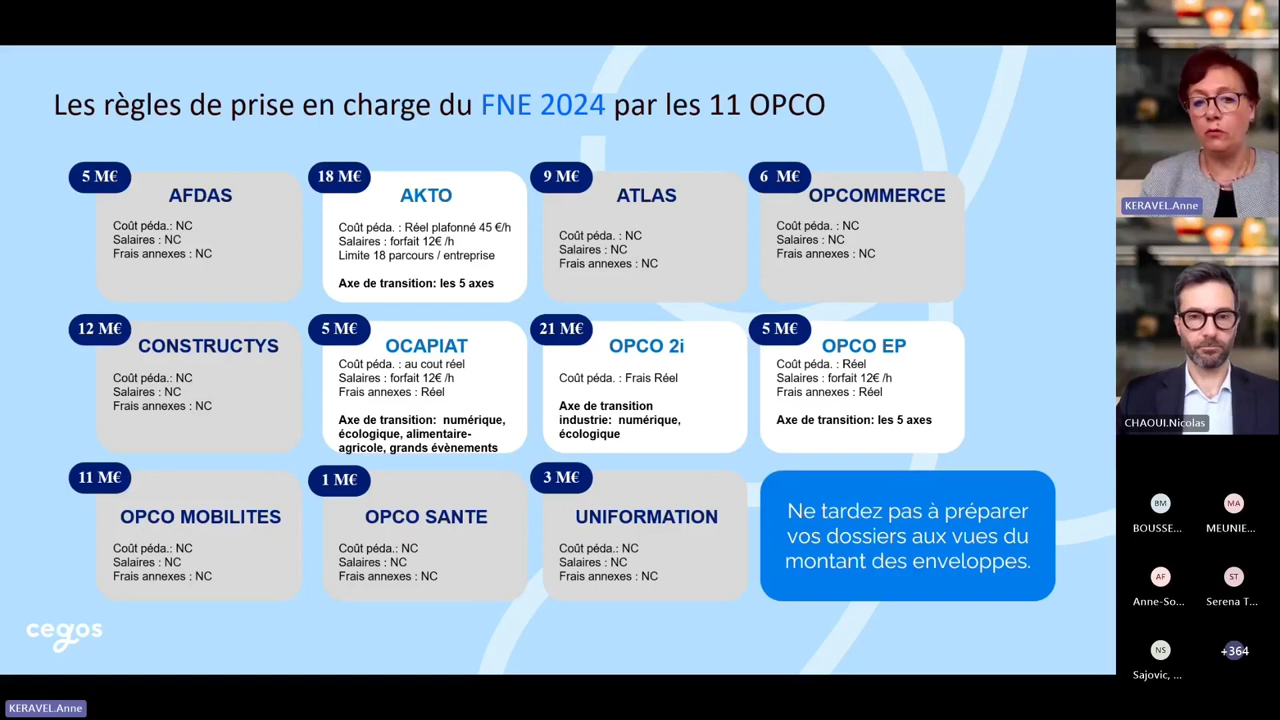 Les règles de prise en charge du FNE 2024 par les 11 OPCO
5 M€
AFDAS
Coût péda.: NC
Salaires : NC
Frais annexes : NC
18 M€
AKTO
Coût péda. : Réel plafonné 45 €/h
Salaires : forfait 12€ /h
Limite 18 parcours / entreprise
Axe de transition: les 5 axes
9 M€
ATLAS
Coût péda. : NC
Salaires : NC
Frais annexes : NC
6 M€
OPCOMMERCE
Coût péda. : NC
Salaires : NC
Frais annexes : NC
12 M€
CONSTRUCTYS
Coût péda.: NC
Salaires : NC
Frais annexes : NC
5 M€
OCAPIAT
Coût péda. : au cout réel
Salaires : forfait 12€ /h
Frais annexes : Réel
Axe de transition: numérique,
écologique, alimentaire-
agricole, grands évènements
21 M€
OPCO 2i
Coût péda. : Frais Réel
Axe de transition
industrie: numérique,
écologique
5 M€
OPCO EP
Coût péda. : Réel
Salaires : forfait 12€ /h
Frais annexes : Réel
Axe de transition: les 5 axes
11 M€
OPCO MOBILITES
Coût péda.: NC
Salaires : NC
Frais annexes : NC
1 M€
OPCO SANTE
Coût péda.: NC
Salaires : NC
Frais annexes : NC
3 M€
UNIFORMATION
Coût péda.: NC
Salaires : NC
Frais annexes : NC
Ne tardez pas à préparer
vos dossiers aux vues du
montant des enveloppes.
cegos
KERAVEL.Anne
KERAVEL.Anne
CHAOUI.Nicolas
BM
BOUSSE...
MA
MEUNIE...
AF
Anne-So...
ST
Serena T...
NS
Sajovic, ...
+364